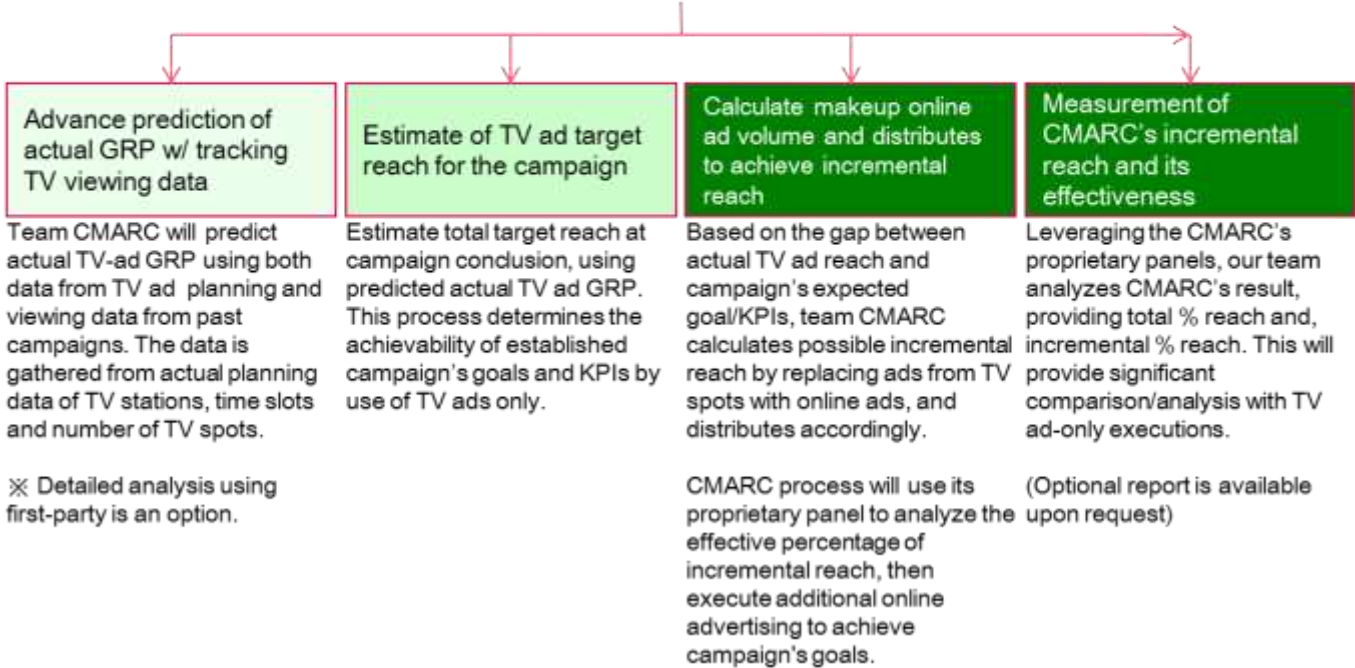 Advance prediction of
actual GRP w/ tracking
TV viewing data
Team CMARC will predict
actual TV-ad GRP using both
data from TV ad planning and
viewing data from past
campaigns. The data is
gathered from actual planning
data of TV stations, time slots
and number of TV spots.
※ Detailed analysis using
first-party is an option.
Estimate of TV ad target
reach for the campaign
Estimate total target reach at
campaign conclusion, using
predicted actual TV ad GRP.
This process determines the
achievability of established
campaign's goals and KPIs by
use of TV ads only.
Calculate makeup online
ad volume and distributes
to achieve incremental
reach
Based on the gap between
actual TV ad reach and
campaign's expected
goal/KPIs, team CMARC
calculates possible incremental
reach by replacing ads from TV
spots with online ads, and
distributes accordingly.
CMARC process will use its
proprietary panel to analyze the
effective percentage of
incremental reach, then
execute additional online
advertising to achieve
campaign's goals.
Measurement of
CMARC's incremental
reach and its
effectiveness
Leveraging the CMARC's
proprietary panels, our team
analyzes CMARC's result,
providing total % reach and,
incremental % reach. This will
provide significant
comparison/analysis with TV
ad-only executions.
(Optional report is available
upon request)